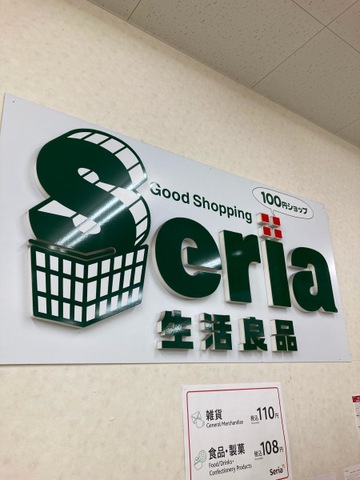 Good Shopping
100円ショップ
Seria
生活良品
雑貨
General Merchandise
税込110円
食品・製菓
Food/Drinks・
Confectionery Products
税込108円
Seria